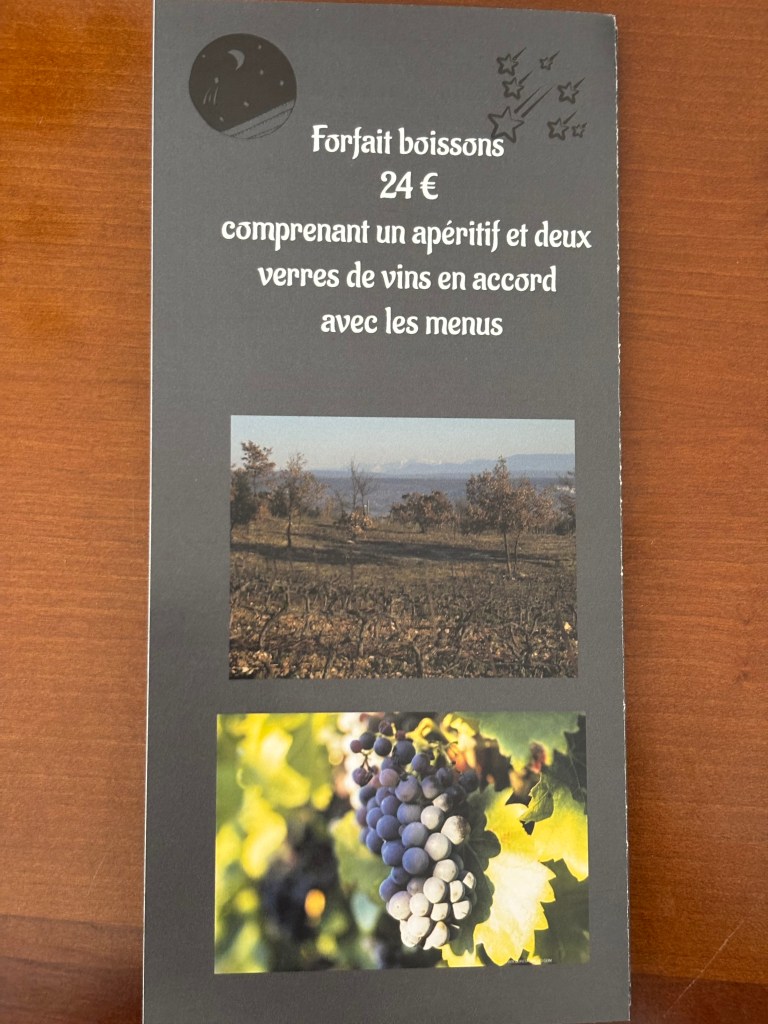 Forfait boissons
24 €
comprenant un apéritif et deux
verres de vins en accord
avec les menus